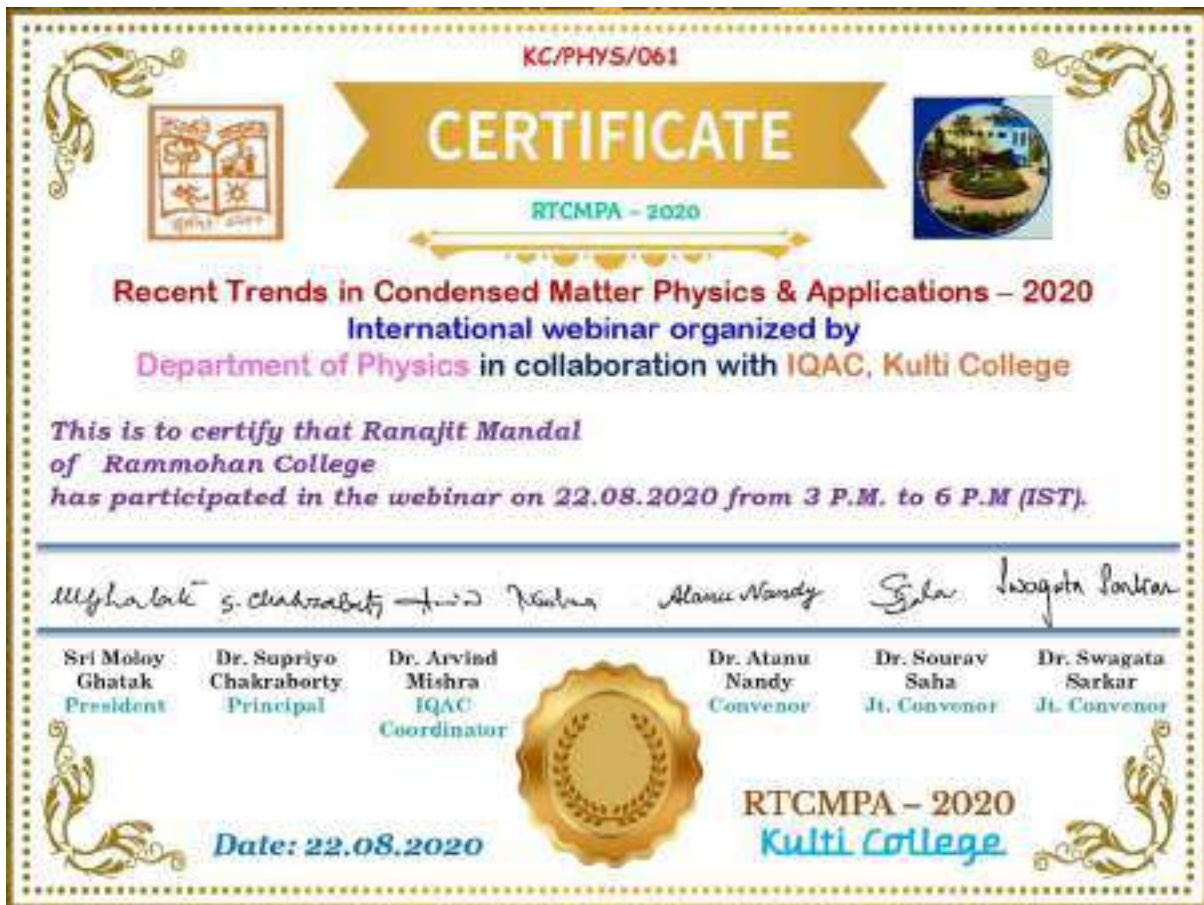 KC/PHYS/061
CERTIFICATE
RTCMPA – 2020
Recent Trends in Condensed Matter Physics & Applications – 2020
International webinar organized by
Department of Physics in collaboration with IQAC, Kulti College
This is to certify that Ranajit Mandal
of Rammohan College
has participated in the webinar on 22.08.2020 from 3 P.M. to 6 P.M (IST).
S. Chakraborty Atanu Nandy Swagata Sarkar
Sri Moloy Ghatak
President
Dr. Supriyo Chakraborty
Principal
Dr. Arvind Mishra
IQAC
Coordinator
Dr. Atanu Nandy
Convenor
Dr. Sourav Saha
Jt. Convenor
Dr. Swagata Sarkar
Jt. Convenor
Date: 22.08.2020
RTCMPA – 2020
Kulti College